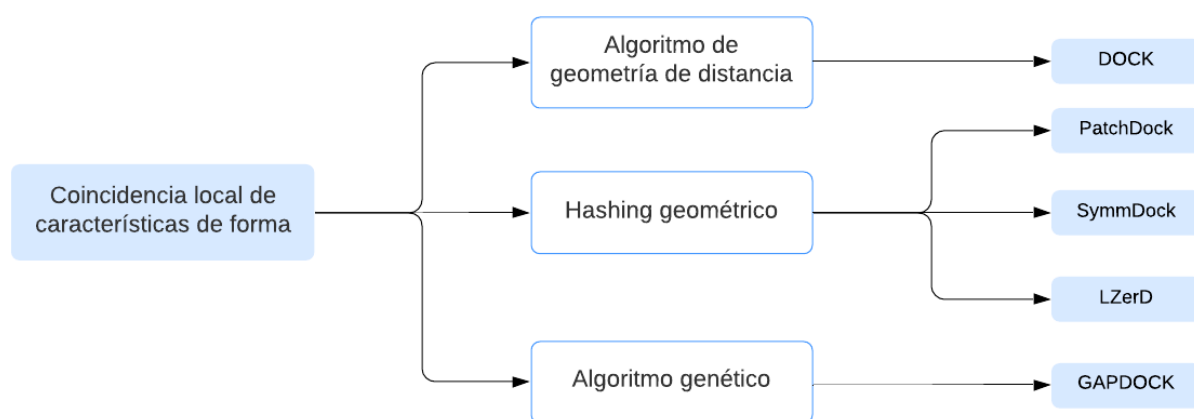 Coincidencia local de
características de forma
Algoritmo de
geometría de distancia
Hashing geométrico
Algoritmo genético
DOCK
PatchDock
SymmDock
LZerD
GAPDOCK